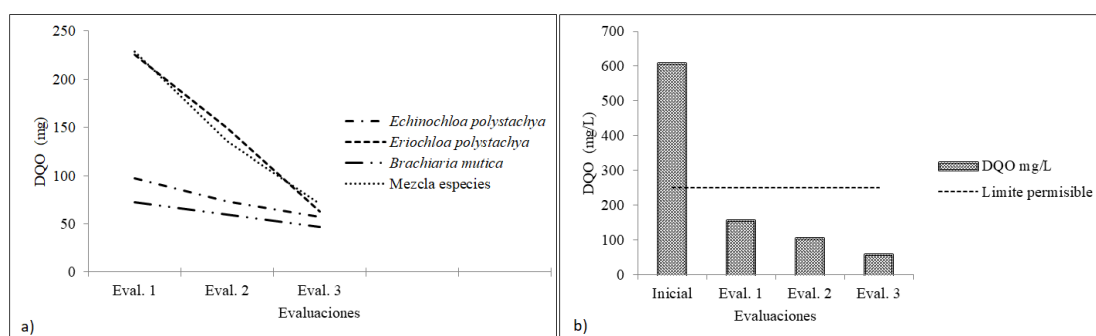 250
200
150
100
50
0
DQO (mg)
Echinochloa polystachya
Eriochloa polystachya
Brachiaria mutica
Mezcla especies
Eval. 1
Eval. 2
Eval. 3
Evaluaciones
a)
700
600
500
400
300
200
100
0
DQO (mg/L)
DQO mg/L
Limite permisible
Inicial
Eval. 1
Eval. 2
Eval. 3
Evaluaciones
b)